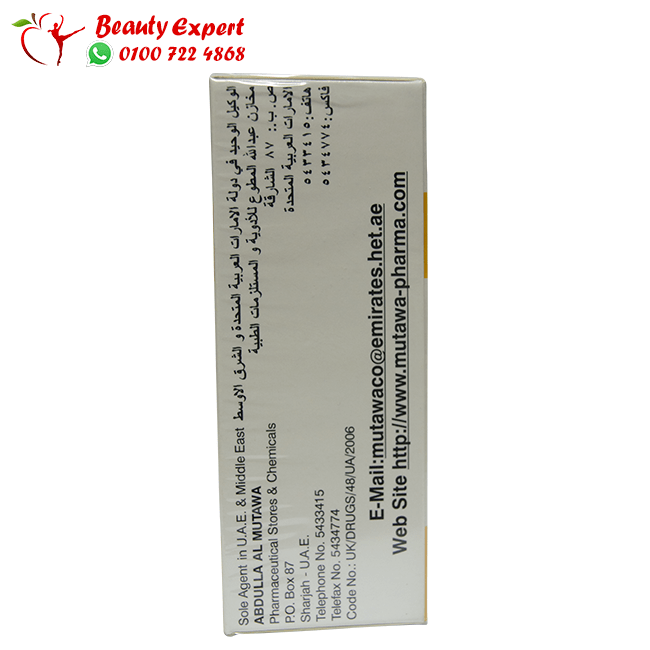 Beauty Expert
0100 722 4868
الوكيل الوحيد في دولة الامارات العربية المتحدة و الشرق الاوسط
مخازن عبدالله المطوع للأدوية و المستلزمات الطبية
ص.ب.: ٨٧ الشارقة
الامارات العربية المتحدة
هاتف: ٥٤٣٣٤١٥
فاكس: ٥٤٣٤٧٧٤
Sole Agent in U.A.E. & Middle East
ABDULLA AL MUTAWA
Pharmaceutical Stores & Chemicals
P.O. Box 87
Sharjah - U.A.E.
Telephone No. 5433415
Telefax No. 5434774
Code No.: UK/DRUGS/48/UA/2006
E-Mail:mutawaco@emirates.het.ae
Web Site http://www.mutawa-pharma.com